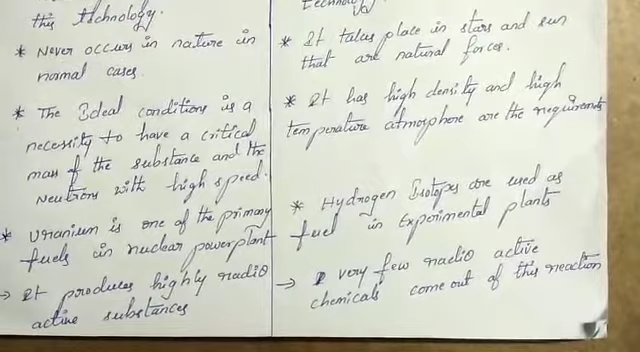 this technology.
* Never occurs in nature in
normal cases.
* The Ideal conditions is a
necessity to have a critical
mass of the substance and the
Neutrons with high speed.
* Uranium is one of the primary
fuels in nuclear power plant
→ It produces highly radio
active substances
technology
* It takes place in stars and sun
that are natural forces.
* It has high density and high
temperature atmosphere are the requirements
* Hydrogen Isotopes are used as
fuel in Experimental plants
→ very few radio active
chemicals come out of this reaction